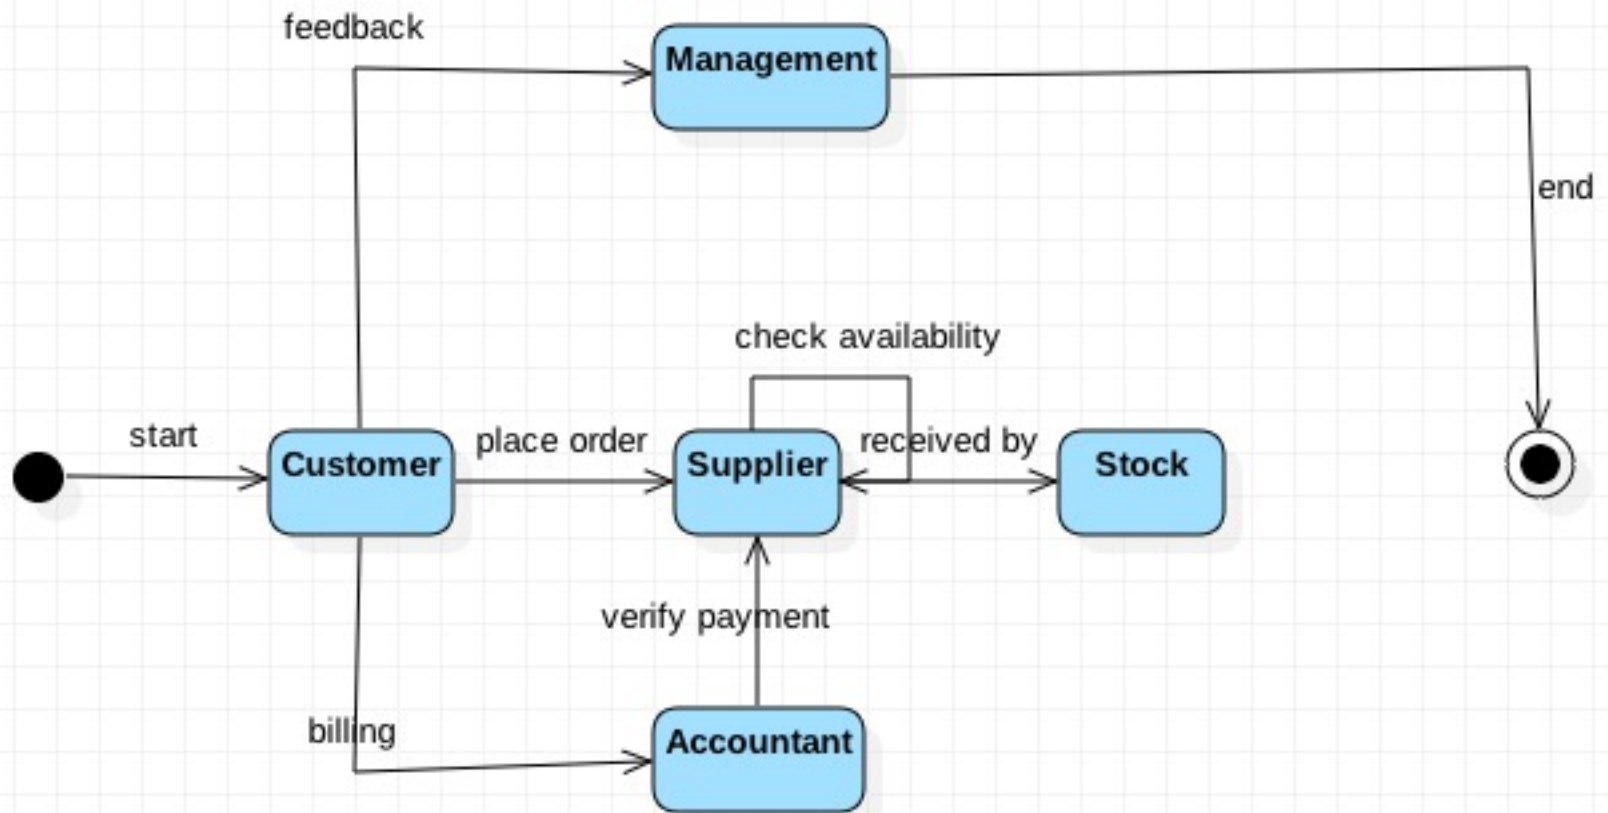 feedback
Management
end
check availability
start
place order
received by
Customer
Supplier
Stock
verify payment
billing
Accountant